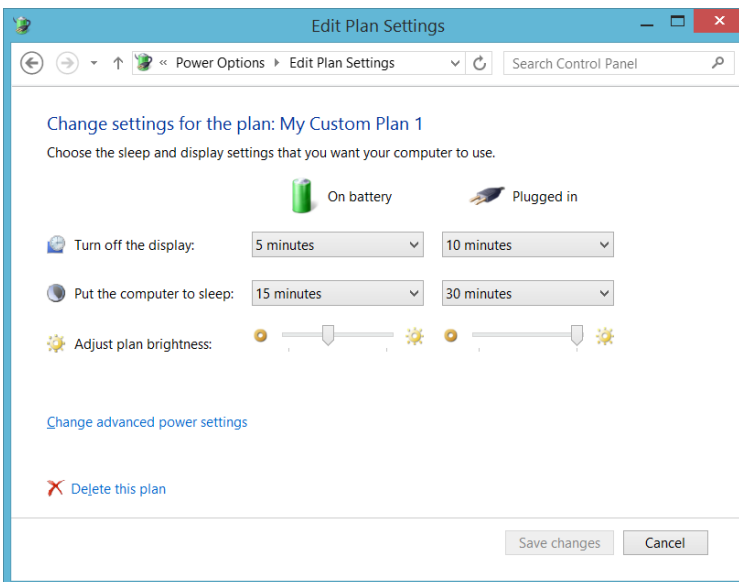 Edit Plan Settings
« Power Options Edit Plan Settings Search Control Panel
Change settings for the plan: My Custom Plan 1
Choose the sleep and display settings that you want your computer to use.
On battery Plugged in
Turn off the display: 5 minutes 10 minutes
Put the computer to sleep: 15 minutes 30 minutes
Adjust plan brightness:
Change advanced power settings
Delete this plan
Save changes Cancel